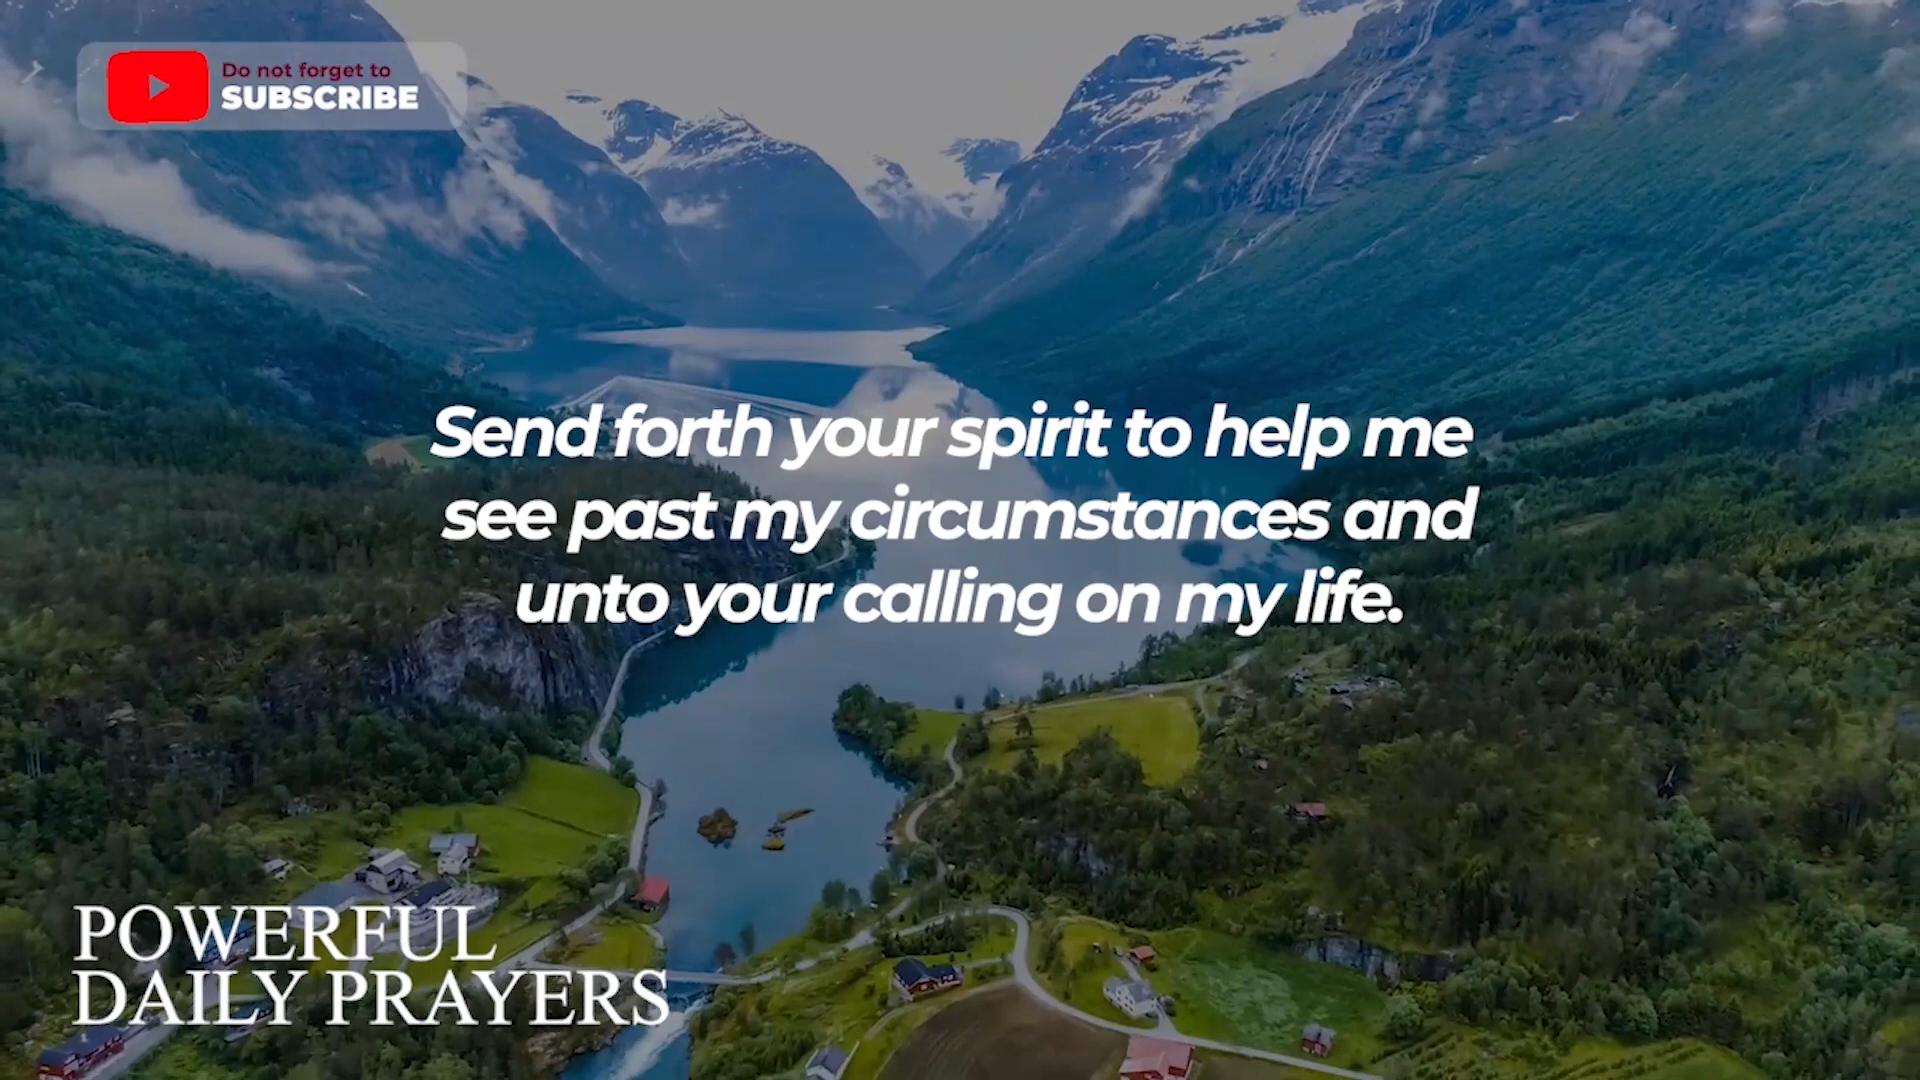 Do not forget to
SUBSCRIBE
Send forth your spirit to help me
see past my circumstances and
unto your calling on my life.
POWERFUL
DAILY PRAYERS